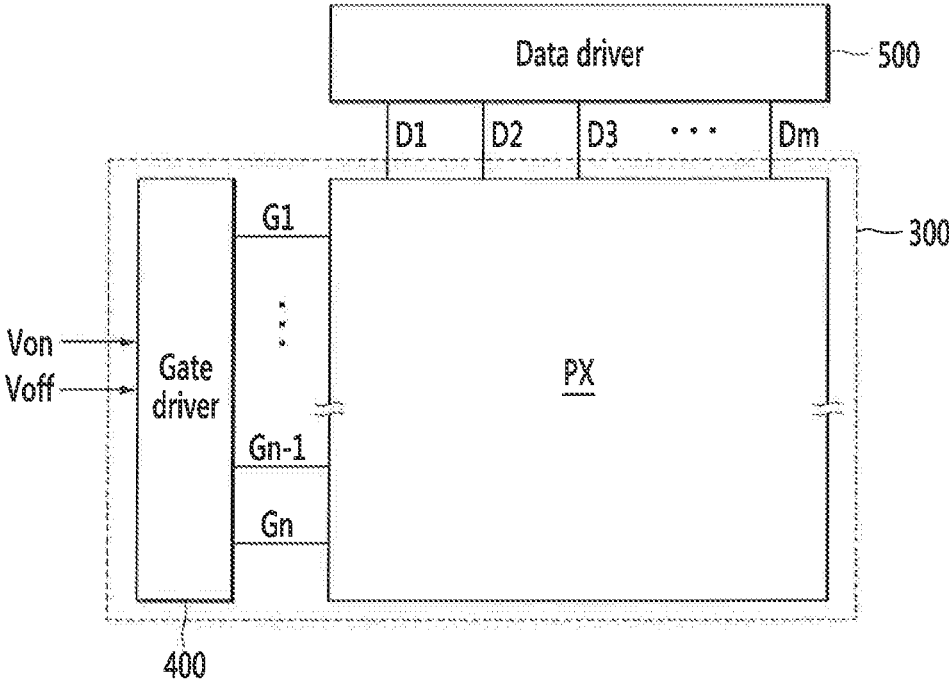 Data driver
500
D1 D2 D3 • • • Dm
G1
300
Von
Voff
Gate
driver
PX
Gn-1
Gn
400